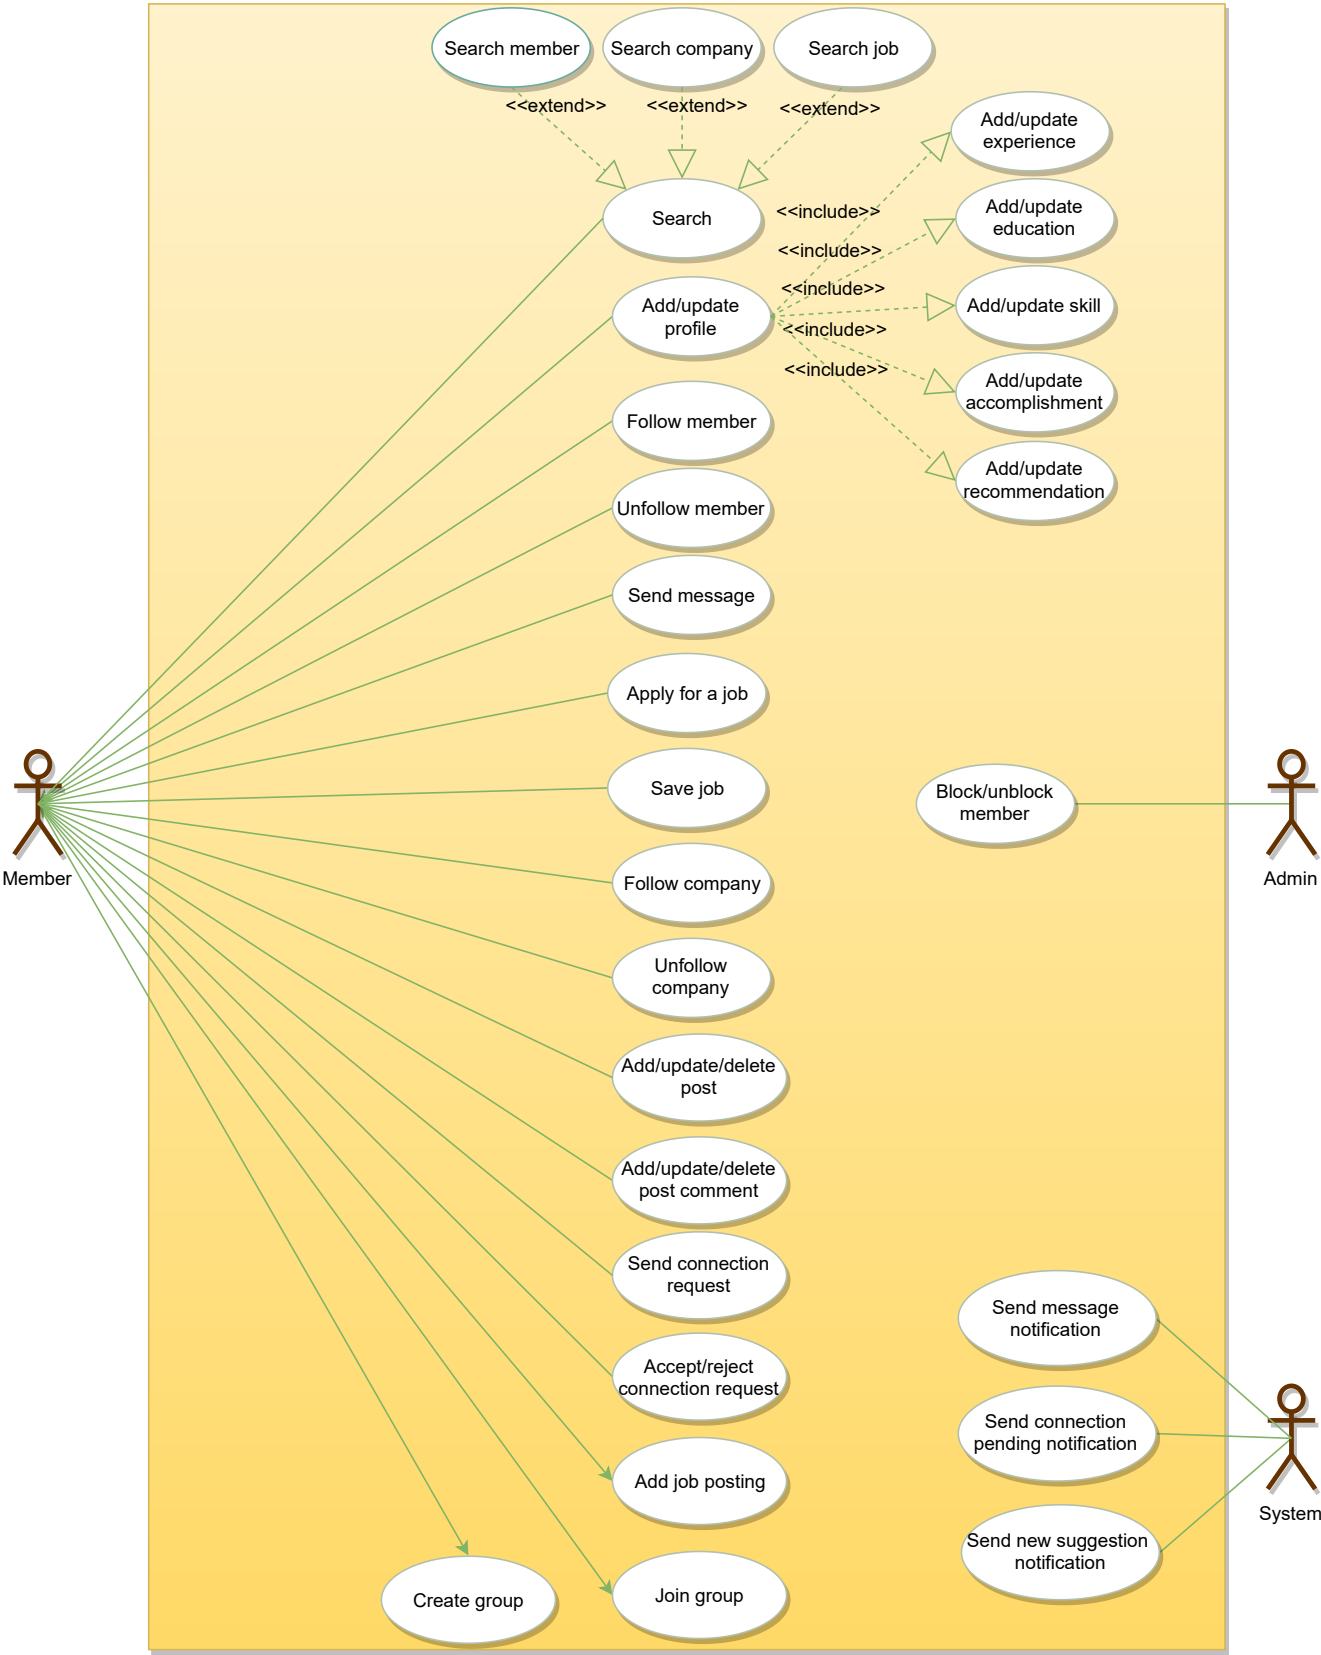 Search member
Search company
Search job
<<extend>>
<<extend>>
<<extend>>
Add/update
experience
Search
<<include>>
Add/update
education
<<include>>
<<include>>
Add/update skill
Add/update
profile
<<include>>
<<include>>
Add/update
accomplishment
Follow member
Add/update
recommendation
Unfollow member
Send message
Apply for a job
Save job
Block/unblock
member
Member
Follow company
Admin
Unfollow
company
Add/update/delete
post
Add/update/delete
post comment
Send connection
request
Send message
notification
Accept/reject
connection request
Send connection
pending notification
Add job posting
System
Send new suggestion
notification
Create group
Join group